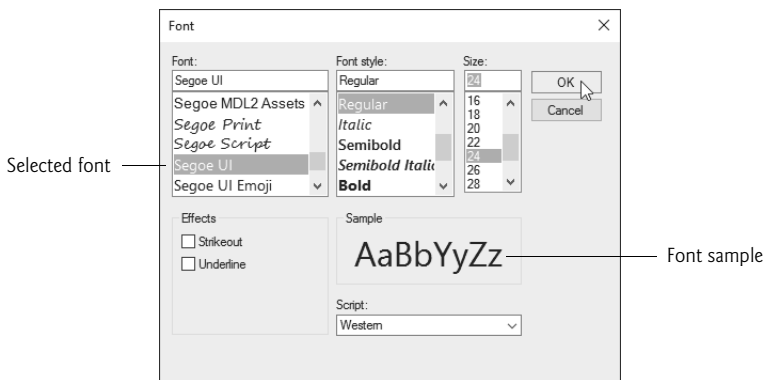 Font
Font:
Font style:
Size:
Segoe UI
Regular
24
OK
Cancel
Segoe MDL2 Assets
Segoe Print
Segoe Script
Segoe UI
Segoe UI Emoji
Regular
Italic
Semibold
Semibold Italic
Bold
16
18
20
22
24
26
28
Selected font
Effects
Strikeout
Underline
Sample
AaBbYyZz
Font sample
Script:
Western